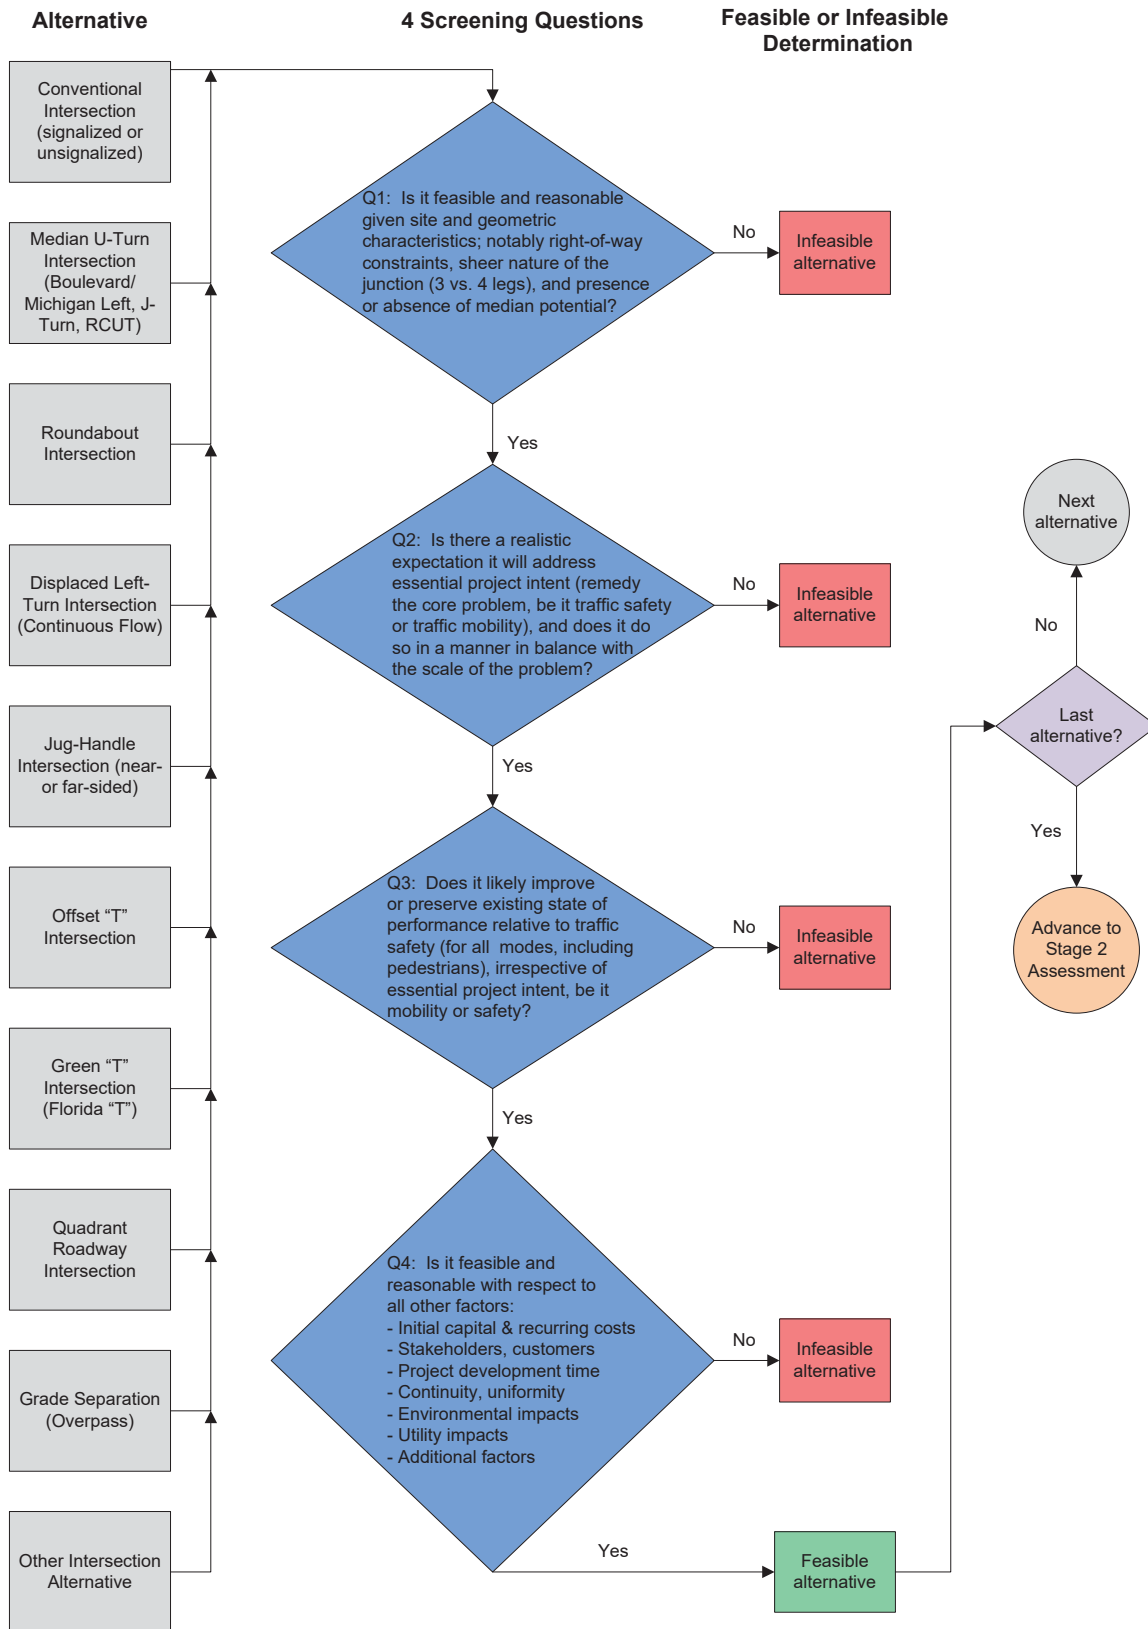 Alternative
4 Screening Questions
Feasible or Infeasible
Determination
Conventional
Intersection
(signalized or
unsignalized)
Median U-Turn
Intersection
(Boulevard/
Michigan Left, J-
Turn, RCUT)
Roundabout
Intersection
Displaced Left-
Turn Intersection
(Continuous Flow)
Jug-Handle
Intersection (near-
or far-sided)
Offset “T”
Intersection
Green “T”
Intersection
(Florida “T”)
Quadrant
Roadway
Intersection
Grade Separation
(Overpass)
Other Intersection
Alternative
Q1:  Is it feasible and reasonable
given site and geometric
characteristics; notably right-of-way
constraints, sheer nature of the
junction (3 vs. 4 legs), and presence
or absence of median potential?
No
Infeasible
alternative
Yes
Q2:  Is there a realistic
expectation it will address
essential project intent (remedy
the core problem, be it traffic safety
or traffic mobility), and does it do
so in a manner in balance with
the scale of the problem?
No
Infeasible
alternative
Yes
Q3:  Does it likely improve
or preserve existing state of
performance relative to traffic
safety (for all  modes, including
pedestrians), irrespective of
essential project intent, be it
mobility or safety?
No
Infeasible
alternative
Yes
Q4:  Is it feasible and
reasonable with respect to
all other factors:
- Initial capital & recurring costs
- Stakeholders, customers
- Project development time
- Continuity, uniformity
- Environmental impacts
- Utility impacts
- Additional factors
No
Infeasible
alternative
Yes
Feasible
alternative
Next
alternative
No
Last
alternative?
Yes
Advance to
Stage 2
Assessment